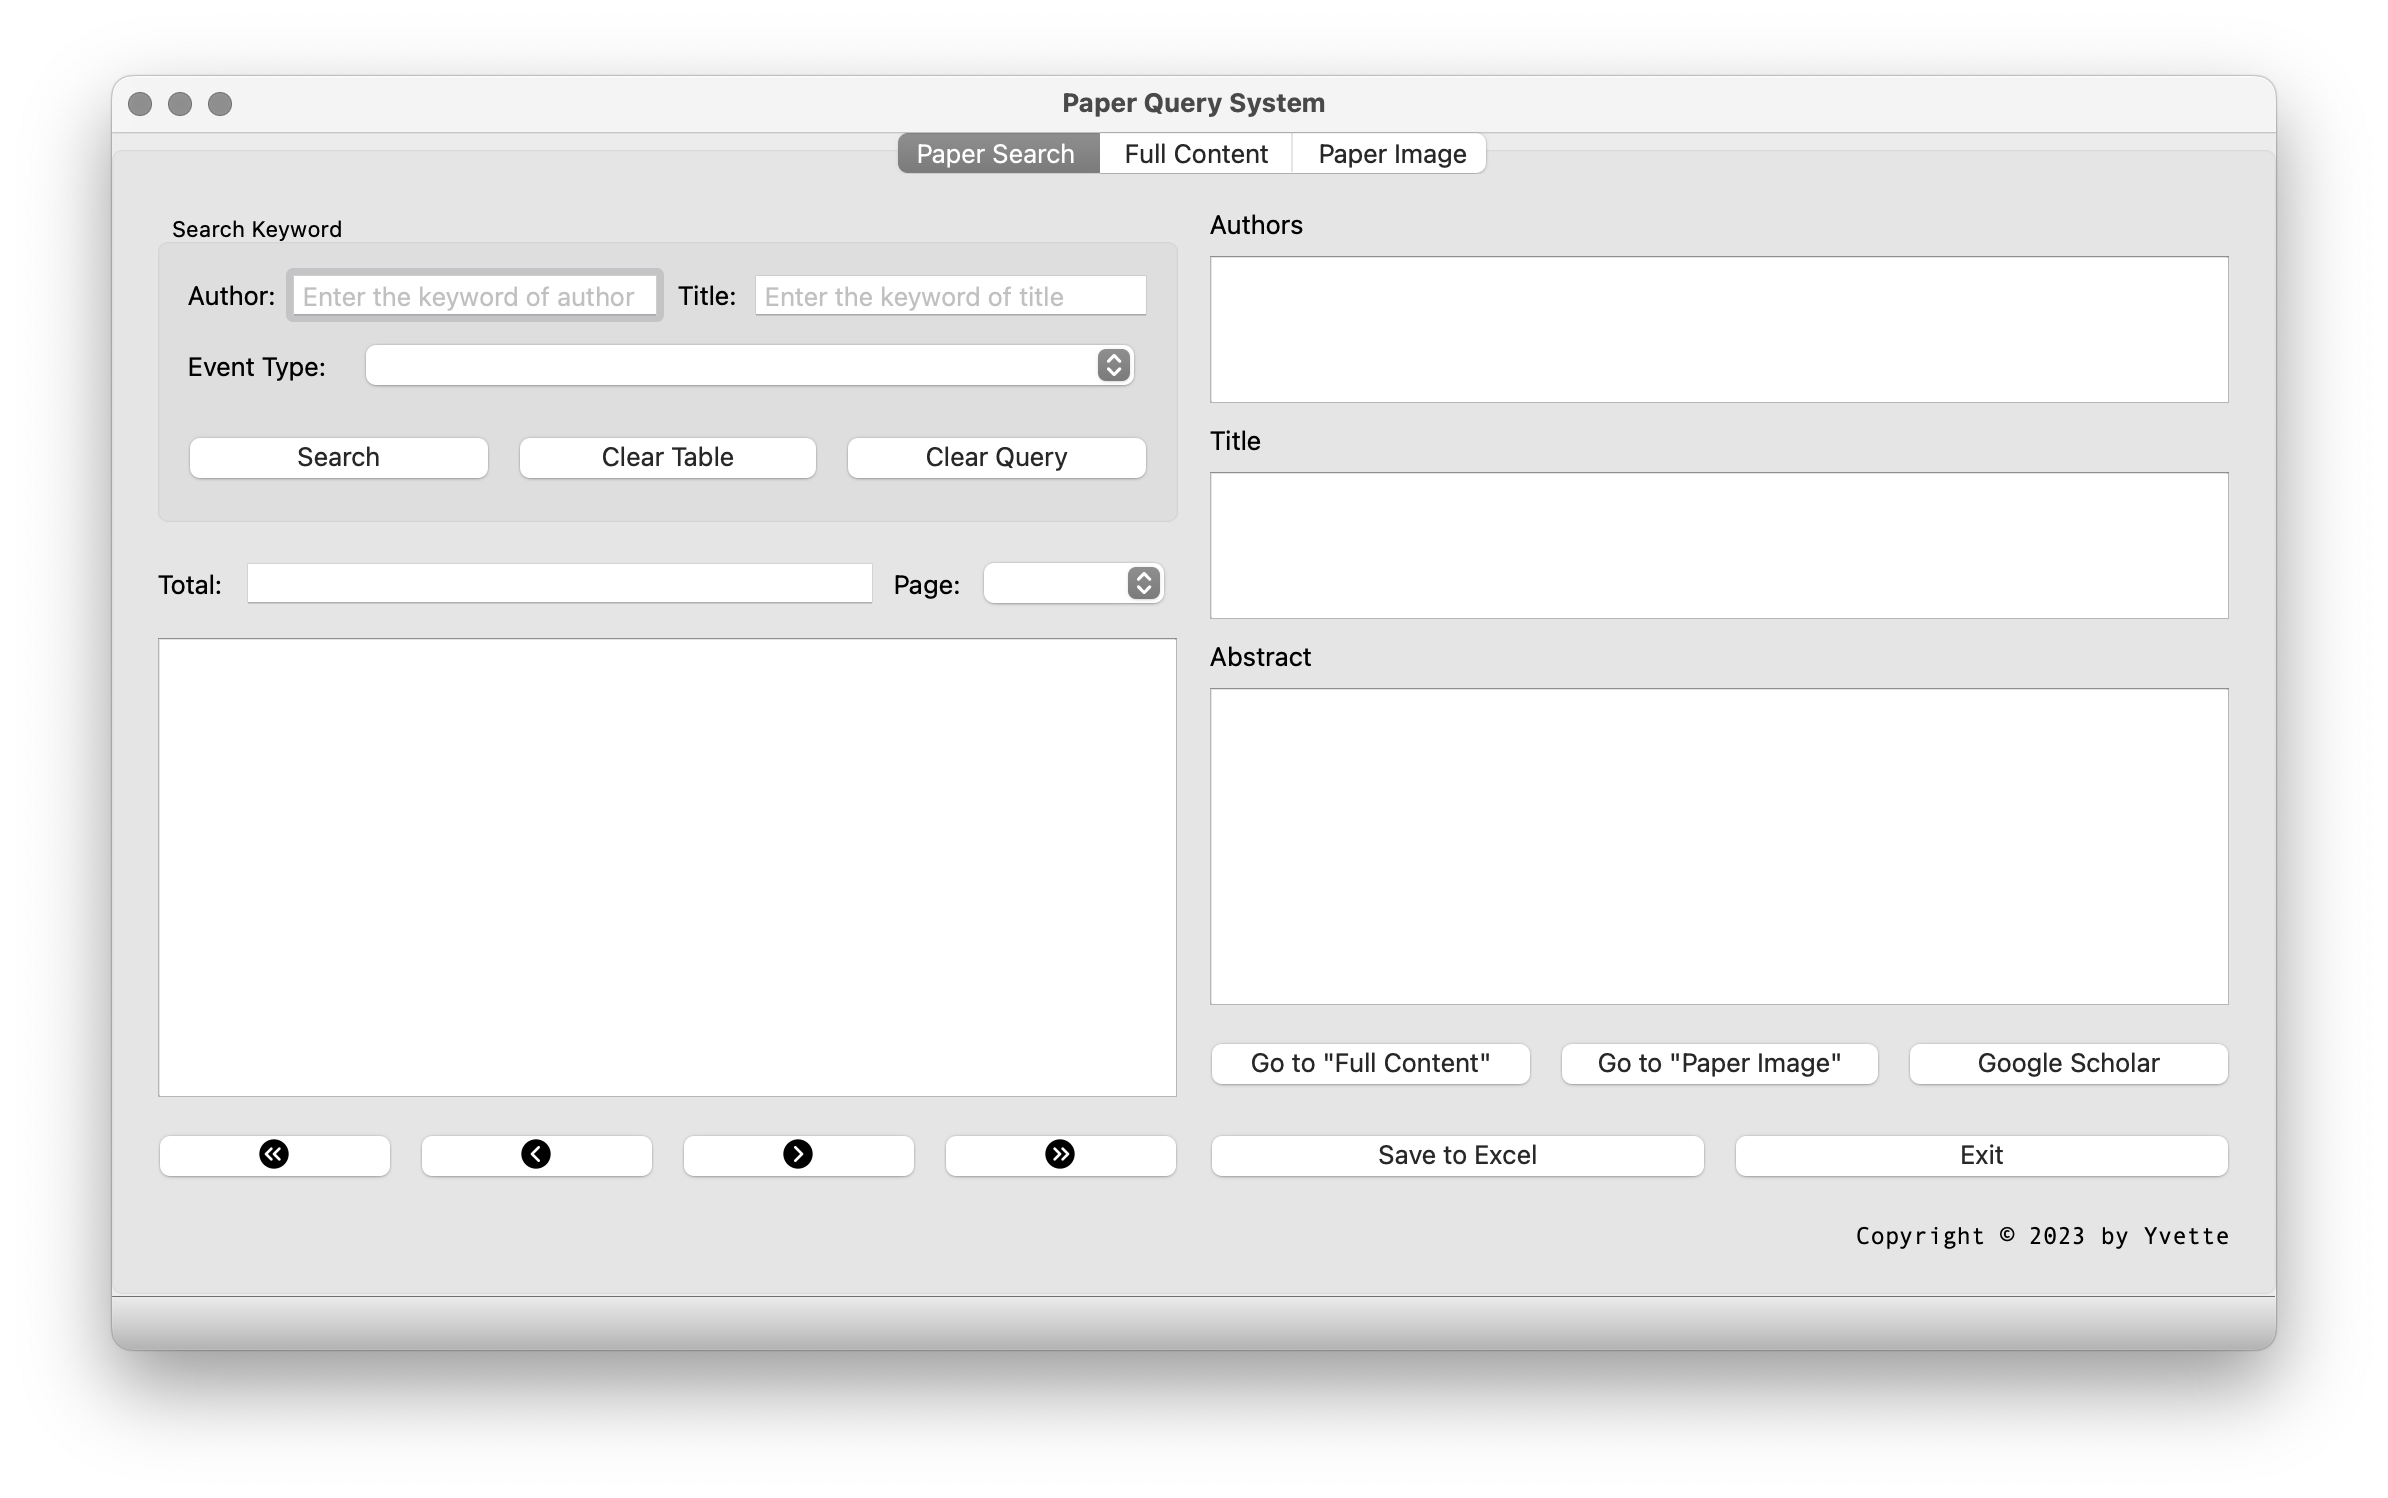 Paper Query System
Paper Search Full Content Paper Image
Search Keyword
Author: Enter the keyword of author Title: Enter the keyword of title
Event Type:
Search Clear Table Clear Query
Total: Page:
Authors
Title
Abstract
Go to "Full Content" Go to "Paper Image" Google Scholar
Save to Excel Exit
Copyright © 2023 by Yvette